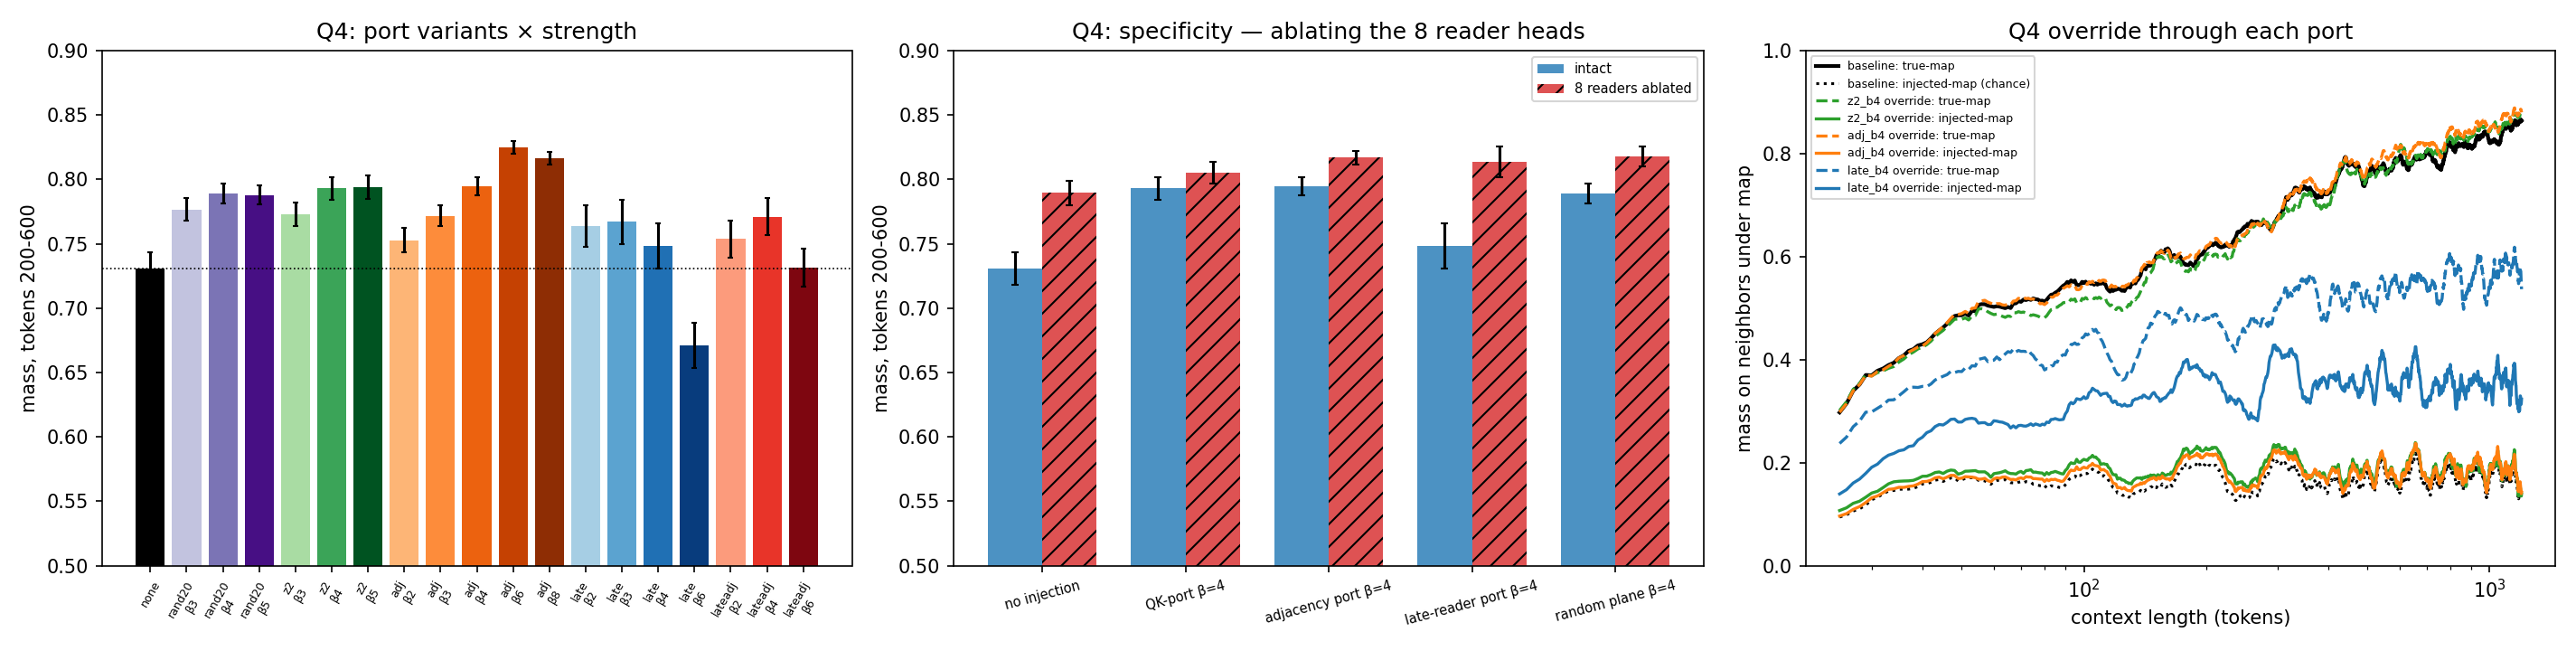 Q4: port variants × strength
mass, tokens 200-600
0.90
0.85
0.80
0.75
0.70
0.65
0.60
0.55
0.50
none
rand20 β3
rand20 β4
rand20 β5
z2 β3
z2 β4
z2 β5
adj β2
adj β3
adj β4
adj β6
adj β8
late β2
late β3
late β4
late β6
lateadj β2
lateadj β4
lateadj β6
Q4: specificity — ablating the 8 reader heads
mass, tokens 200-600
0.90
0.85
0.80
0.75
0.70
0.65
0.60
0.55
0.50
intact
8 readers ablated
no injection
QK-port β=4
adjacency port β=4
late-reader port β=4
random plane β=4
Q4 override through each port
mass on neighbors under map
1.0
0.8
0.6
0.4
0.2
0.0
baseline: true-map
baseline: injected-map (chance)
z2_b4 override: true-map
z2_b4 override: injected-map
adj_b4 override: true-map
adj_b4 override: injected-map
late_b4 override: true-map
late_b4 override: injected-map
10²
10³
context length (tokens)